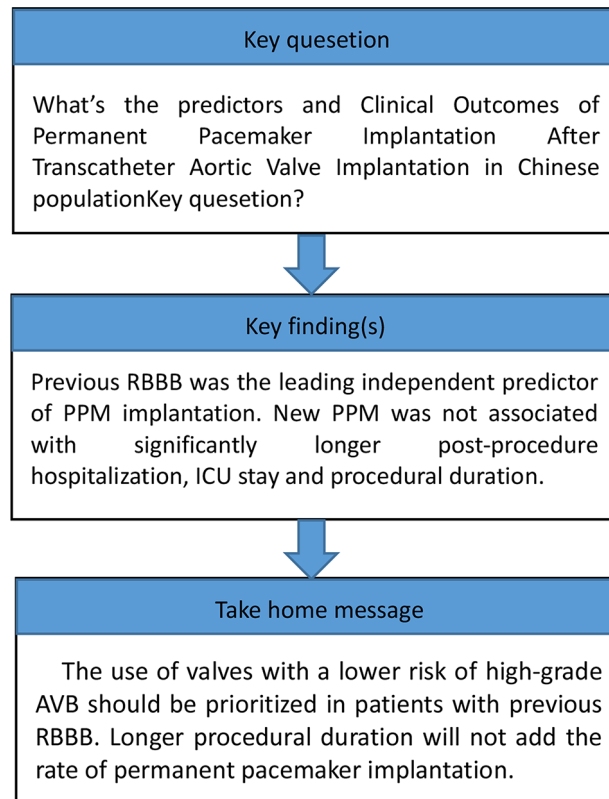 Key quesetion
What's the predictors and Clinical Outcomes of
Permanent Pacemaker Implantation After
Transcatheter Aortic Valve Implantation in Chinese
populationKey quesetion?
Key finding(s)
Previous RBBB was the leading independent predictor
of PPM implantation. New PPM was not associated
with significantly longer post-procedure
hospitalization, ICU stay and procedural duration.
Take home message
The use of valves with a lower risk of high-grade
AVB should be prioritized in patients with previous
RBBB. Longer procedural duration will not add the
rate of permanent pacemaker implantation.